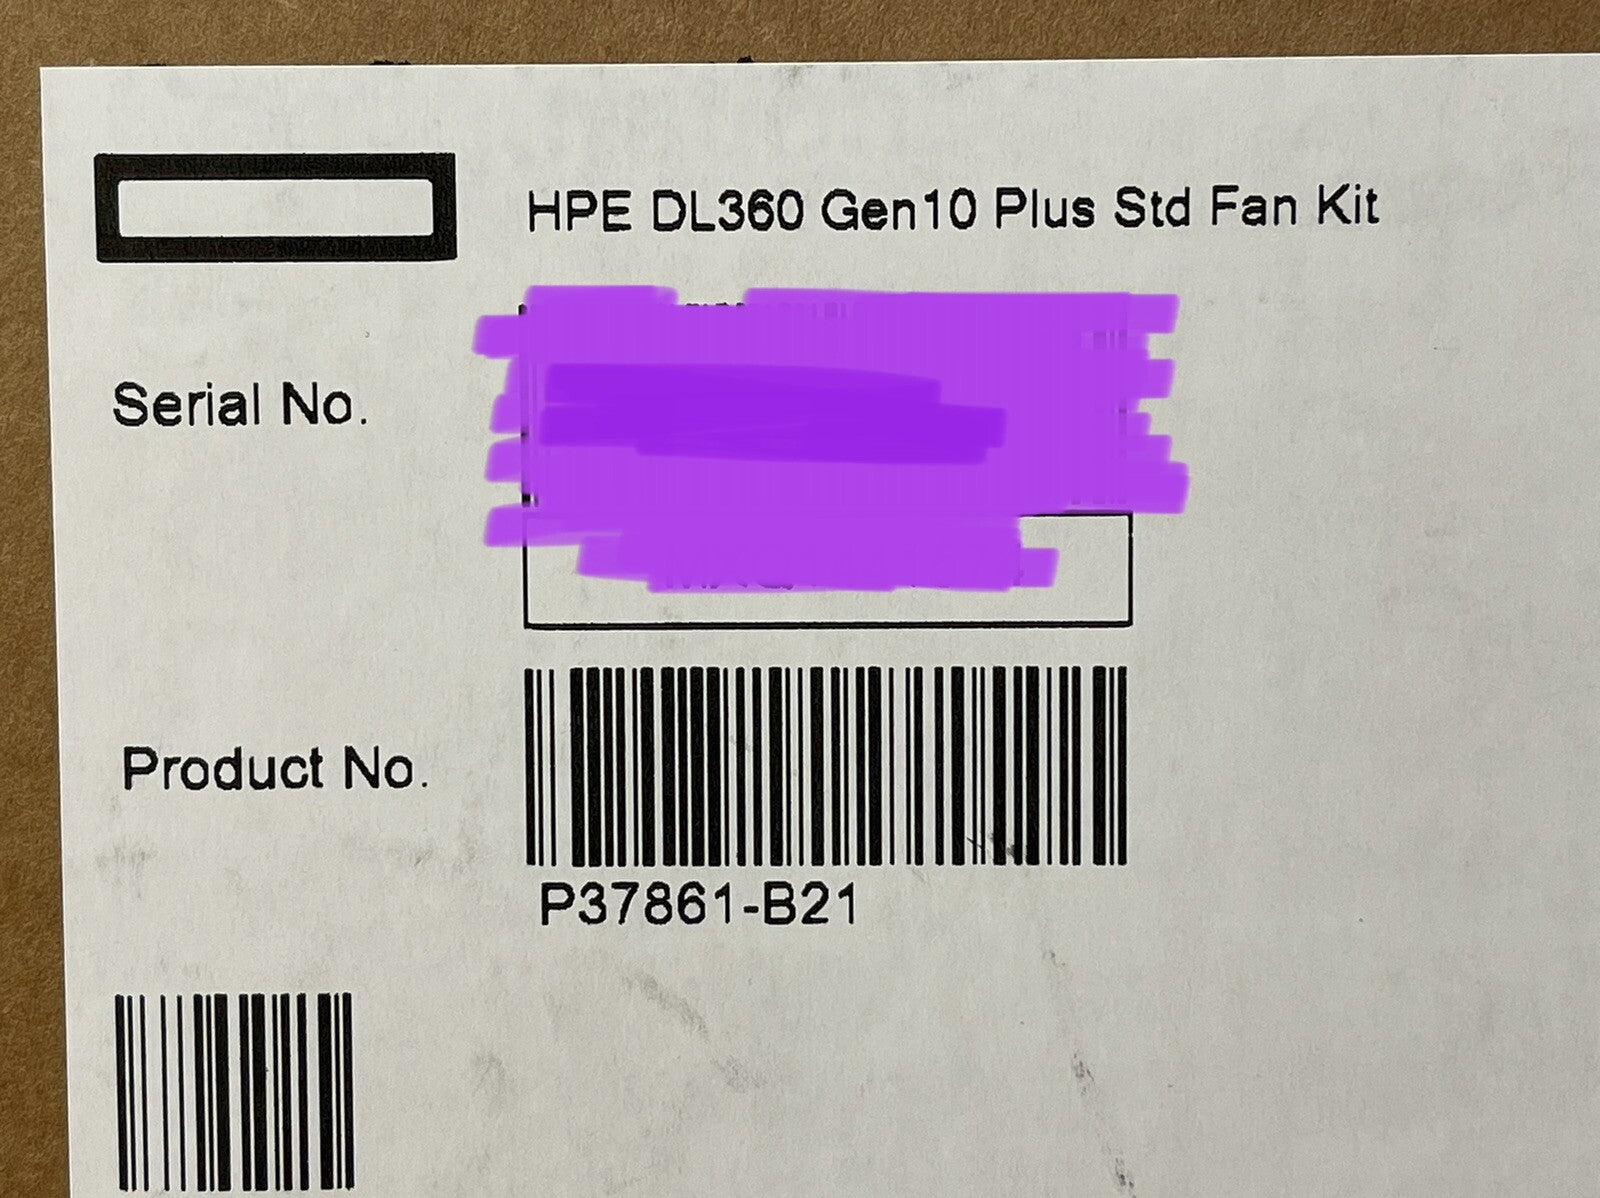 HPE DL360 Gen10 Plus Std Fan Kit
Serial No.
Product No.
P37861-B21